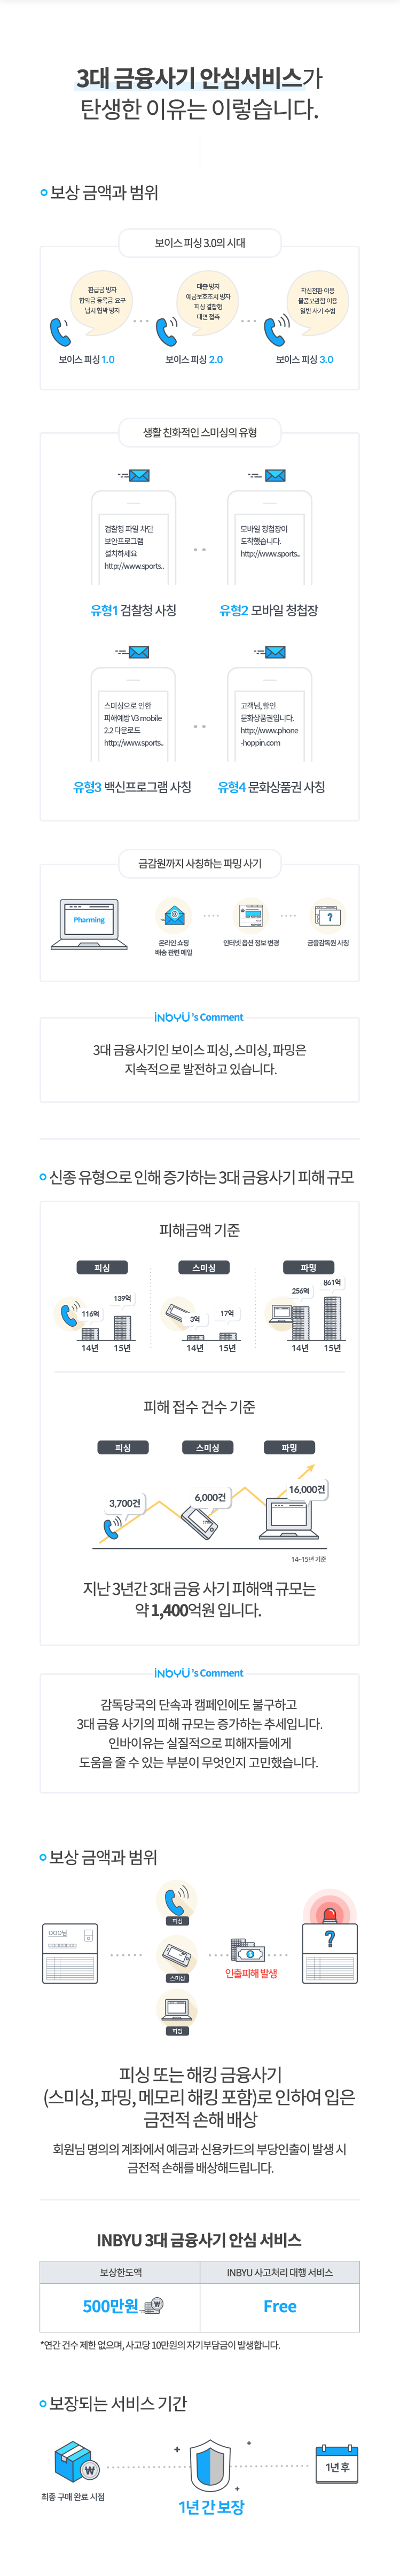 3대 금융사기 안심서비스가
탄생한 이유는 이렇습니다.
보상 금액과 범위
보이스 피싱 3.0의 시대
환급금 빙자
합의금 등록금 요구
납치 협박 빙자
대출 빙자
예금보호조치 빙자
피싱 결합형
대면 접촉
착신전환 이용
물품보관함 이용
일반 사기 수법
보이스 피싱 1.0
보이스 피싱 2.0
보이스 피싱 3.0
생활 친화적인 스미싱의 유형
검찰청 파일 차단
보안프로그램
설치하세요
http://www.sports..
모바일 청첩장이
도착했습니다.
http://www.sports..
유형1 검찰청 사칭
유형2 모바일 청첩장
스미싱으로 인한
피해예방 V3 mobile
2.2 다운로드
http://www.sports..
고객님, 할인
문화상품권입니다.
http://www.phone
-hoppin.com
유형3 백신프로그램 사칭
유형4 문화상품권 사칭
금감원까지 사칭하는 파밍 사기
Pharming
온라인 쇼핑
배송 관련 메일
인터넷 옵션 정보 변경
?
금융감독원 사칭
INBYU 's Comment
3대 금융사기인 보이스 피싱, 스미싱, 파밍은
지속적으로 발전하고 있습니다.
신종 유형으로 인해 증가하는 3대 금융사기 피해 규모
피해금액 기준
피싱
스미싱
파밍
116억
139억
3억
17억
256억
861억
14년
15년
14년
15년
14년
15년
피해 접수 건수 기준
피싱
스미싱
파밍
3,700건
6,000건
16,000건
14~15년 기준
지난 3년간 3대 금융 사기 피해액 규모는
약 1,400억원 입니다.
INBYU 's Comment
감독당국의 단속과 캠페인에도 불구하고
3대 금융 사기의 피해 규모는 증가하는 추세입니다.
인바이유는 실질적으로 피해자들에게
도움을 줄 수 있는 부분이 무엇인지 고민했습니다.
보상 금액과 범위
피싱
OOO님
스미싱
인출피해 발생
?
파밍
피싱 또는 해킹 금융사기
(스미싱, 파밍, 메모리 해킹 포함)로 인하여 입은
금전적 손해 배상
회원님 명의의 계좌에서 예금과 신용카드의 부당인출이 발생 시
금전적 손해를 배상해드립니다.
INBYU 3대 금융사기 안심 서비스
보상한도액
INBYU 사고처리 대행 서비스
500만원
₩
Free
*연간 건수 제한 없으며, 사고당 10만원의 자기부담금이 발생합니다.
보장되는 서비스 기간
₩
1년 후
최종 구매 완료 시점
1년 간 보장